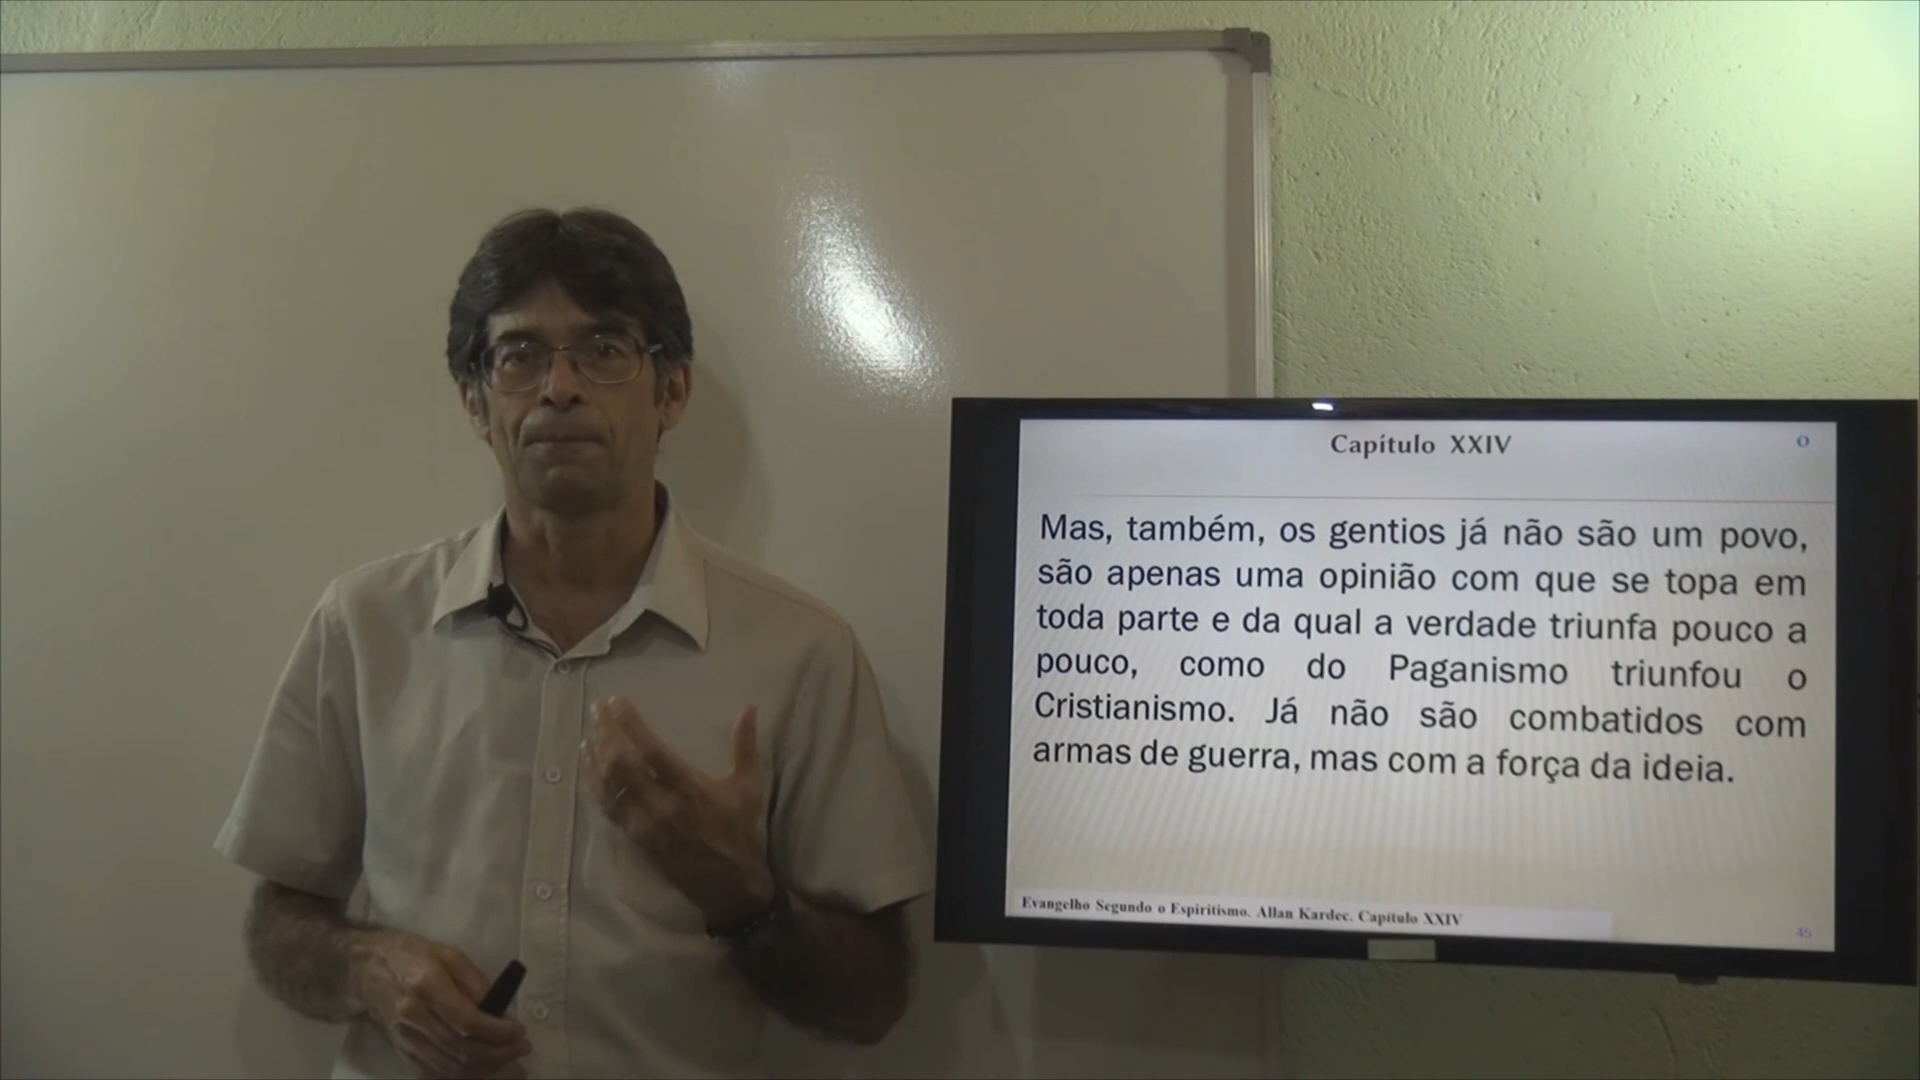 Capítulo XXIV
Mas, também, os gentios já não são um povo,
são apenas uma opinião com que se topa em
toda parte e da qual a verdade triunfa pouco a
pouco, como do Paganismo triunfou o
Cristianismo. Já não são combatidos com
armas de guerra, mas com a força da ideia.
Evangelho Segundo o Espiritismo. Allan Kardec. Capítulo XXIV
45